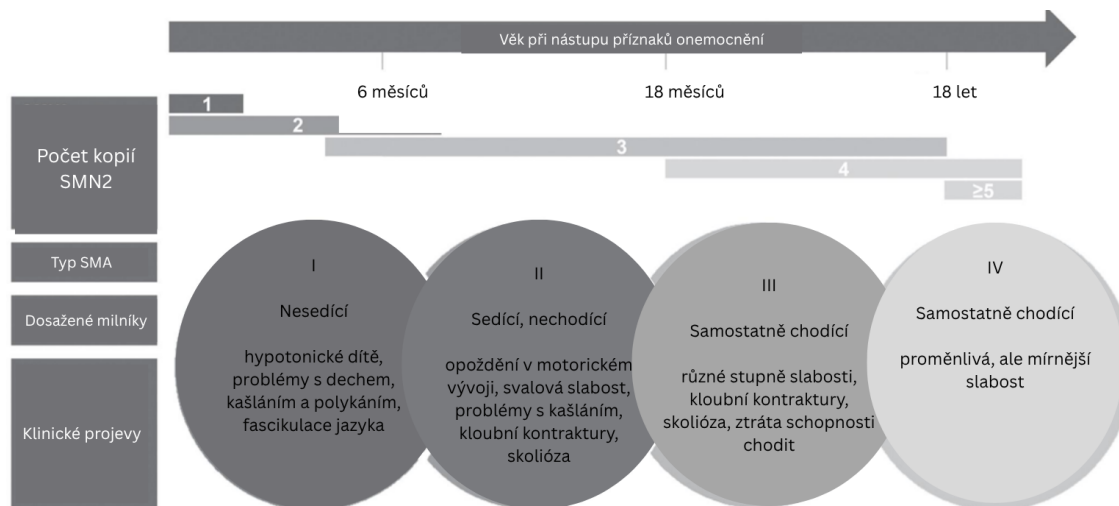 Věk při nástupu příznaků onemocnění
6 měsíců
18 měsíců
18 let
Počet kopií
SMN2
1
2
3
4
≥5
Typ SMA
Dosažené milníky
Klinické projevy
I
Nesedící
hypotonické dítě,
problémy s dechem,
kašláním a polykáním,
fascikulace jazyka
II
Sedící, nechodící
opoždění v motorickém
vývoji, svalová slabost,
problémy s kašláním,
kloubní kontraktury,
skolióza
III
Samostatně chodící
různé stupně slabosti,
kloubní kontraktury,
skolióza, ztráta schopnosti
chodit
IV
Samostatně chodící
proměnlivá, ale mírnější
slabost